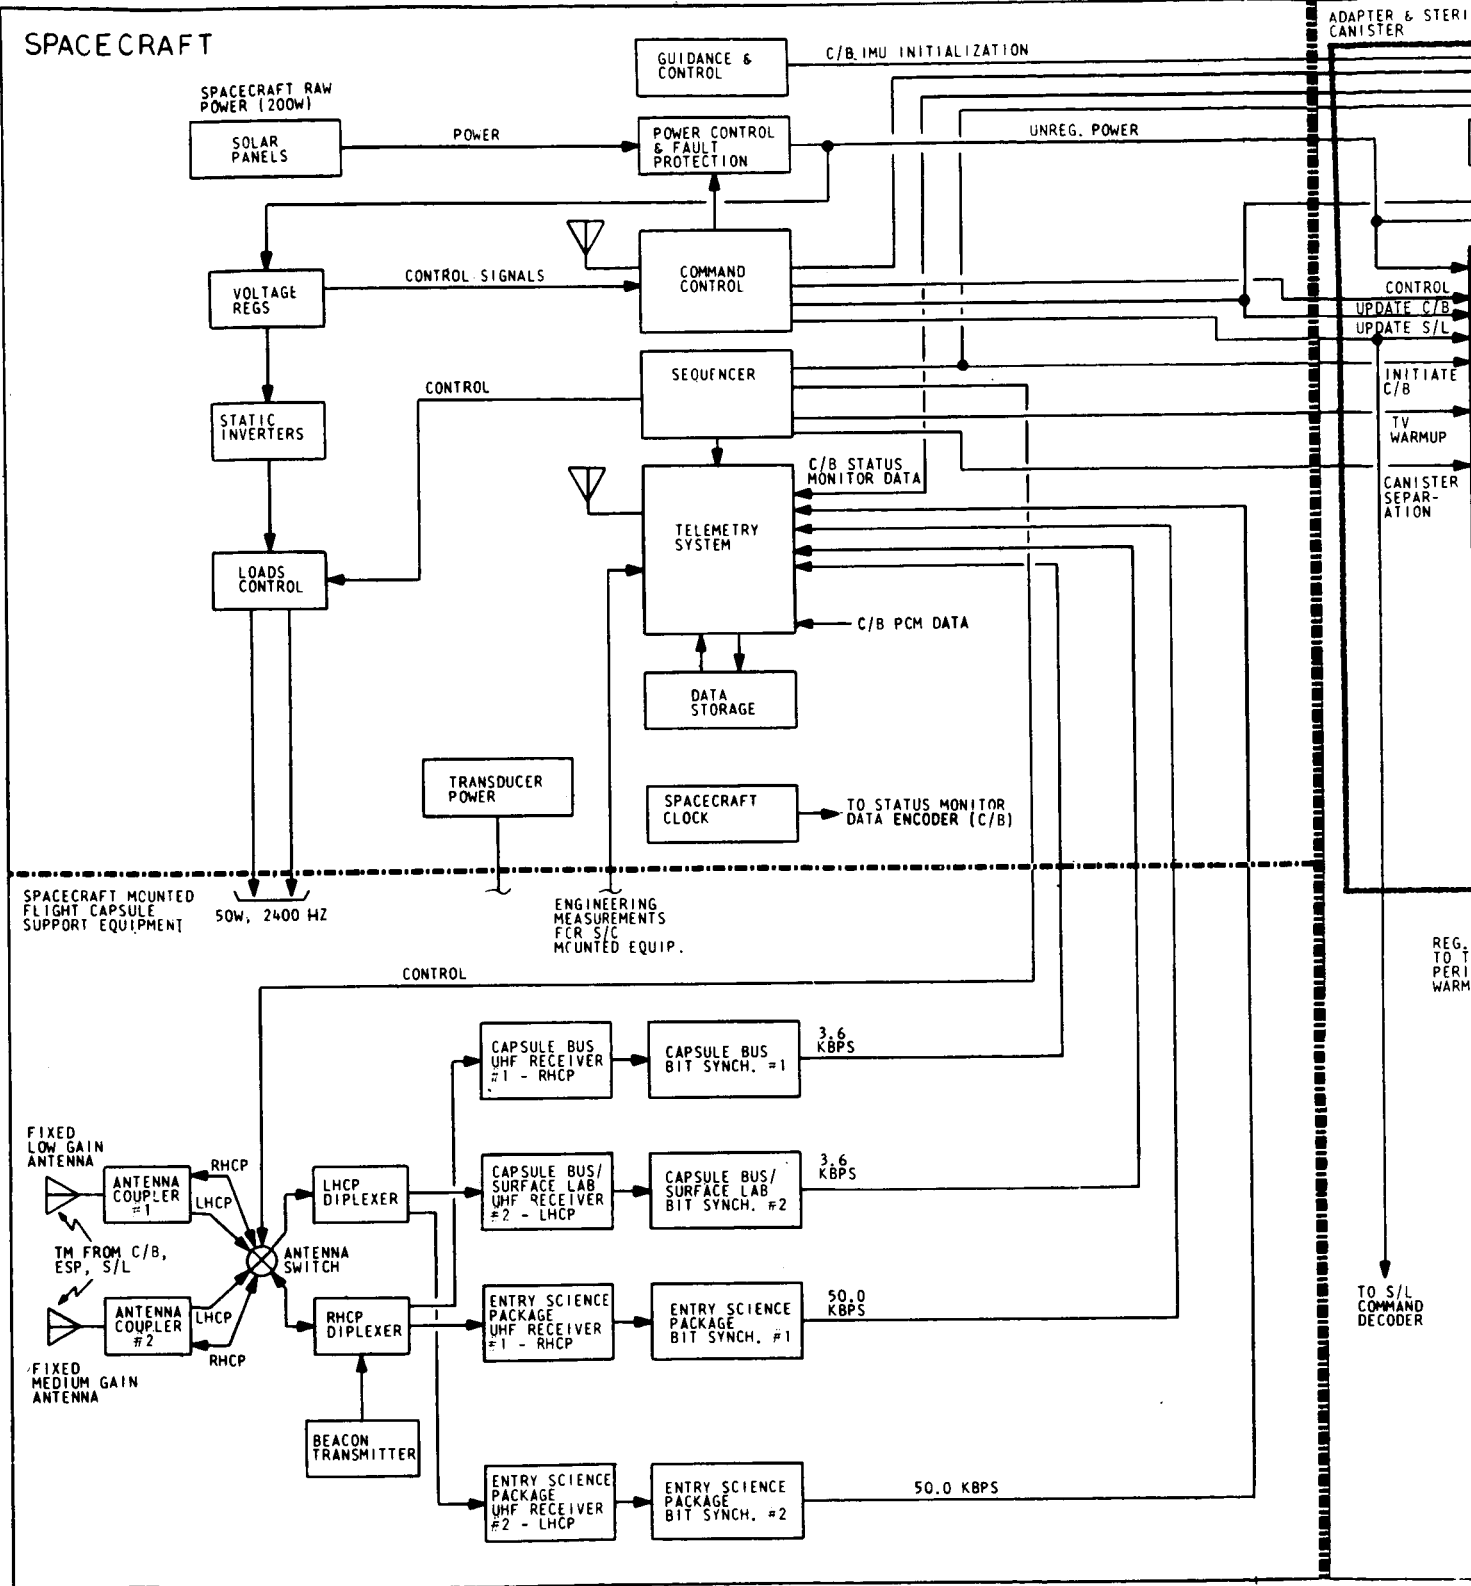 SPACECRAFT
ADAPTER & STERI
CANISTER
GUIDANCE &
CONTROL
C/B IMU INITIALIZATION
SPACECRAFT RAW
POWER (200W)
SOLAR
PANELS
POWER
POWER CONTROL
& FAULT
PROTECTION
UNREG. POWER
VOLTAGE
REGS
CONTROL SIGNALS
COMMAND
CONTROL
CONTROL
UPDATE C/B
UPDATE S/L
INITIATE
C/B
TV
WARMUP
CANISTER
SEPAR-
ATION
SEQUENCER
CONTROL
STATIC
INVERTERS
C/B STATUS
MONITOR DATA
TELEMETRY
SYSTEM
LOADS
CONTROL
C/B PCM DATA
DATA
STORAGE
TRANSDUCER
POWER
SPACECRAFT
CLOCK
TO STATUS MONITOR
DATA ENCODER (C/B)
SPACECRAFT MOUNTED
FLIGHT CAPSULE
SUPPORT EQUIPMENT
50W, 2400 HZ
ENGINEERING
MEASUREMENTS
FOR S/C
MOUNTED EQUIP.
REG.
TO T
PERI
WARM
CONTROL
CAPSULE BUS
UHF RECEIVER
#1 - RHCP
CAPSULE BUS
BIT SYNCH. #1
3.6
KBPS
FIXED
LOW GAIN
ANTENNA
ANTENNA
COUPLER
#1
RHCP
LHCP
LHCP
DIPLEXER
CAPSULE BUS/
SURFACE LAB
UHF RECEIVER
#2 - LHCP
CAPSULE BUS/
SURFACE LAB
BIT SYNCH. #2
3.6
KBPS
TM FROM C/B,
ESP, S/L
ANTENNA
SWITCH
ANTENNA
COUPLER
#2
LHCP
RHCP
RHCP
DIPLEXER
ENTRY SCIENCE
PACKAGE
UHF RECEIVER
#1 - RHCP
ENTRY SCIENCE
PACKAGE
BIT SYNCH. #1
50.0
KBPS
TO S/L
COMMAND
DECODER
FIXED
MEDIUM GAIN
ANTENNA
BEACON
TRANSMITTER
ENTRY SCIENCE
PACKAGE
UHF RECEIVER
#2 - LHCP
ENTRY SCIENCE
PACKAGE
BIT SYNCH. #2
50.0 KBPS